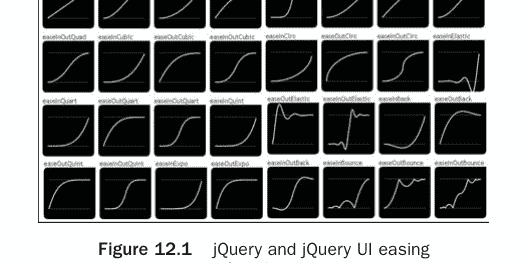 easeInOutQuad easeInCubic easeOutCubic easeInOutCubic easeInCirc easeOutCirc easeInOutCirc easeInElastic
easeInQuart easeOutQuart easeInOutQuart easeInQuint easeOutElastic easeInOutElastic easeInBack easeOutBack
easeOutQuint easeInOutQuint easeInExpo easeOutExpo easeInOutBack easeInBounce easeOutBounce easeInOutBounce
Figure 12.1 jQuery and jQuery UI easing